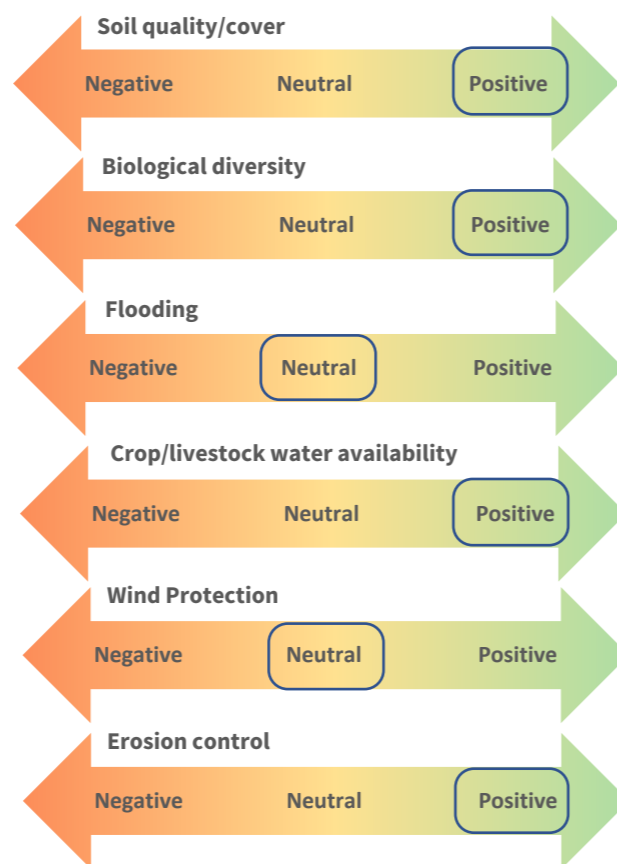 Soil quality/cover
Negative Neutral Positive
Biological diversity
Negative Neutral Positive
Flooding
Negative Neutral Positive
Crop/livestock water availability
Negative Neutral Positive
Wind Protection
Negative Neutral Positive
Erosion control
Negative Neutral Positive